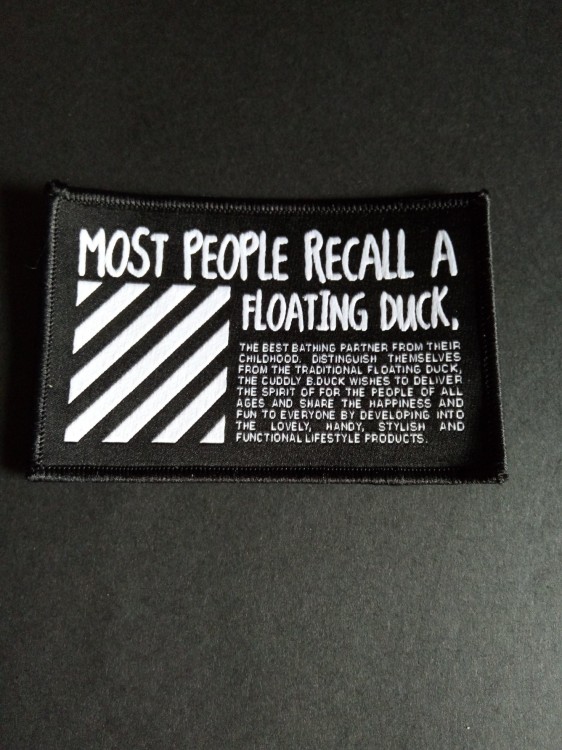 MOST PEOPLE RECALL A
FLOATING DUCK,
THE BEST BATHING PARTNER FROM THEIR
CHILDHOOD. DISTINGUISH THEMSELVES
FROM THE TRADITIONAL FLOATING DUCK,
THE CUDDLY B.DUCK WISHES TO DELIVER
THE SPIRIT OF FOR THE PEOPLE OF ALL
AGES AND SHARE THE HAPPINESS AND
FUN TO EVERYONE BY DEVELOPING INTO
THE LOVELY, HANDY, STYLISH AND
FUNCTIONAL LIFESTYLE PRODUCTS.